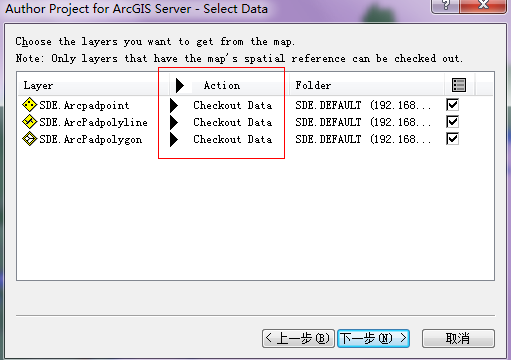 Author Project for ArcGIS Server - Select Data
Choose the layers you want to get from the map.
Note: Only layers that have the map's spatial reference can be checked out.
Layer Action Folder
SDE.Arcpadpoint Checkout Data SDE.DEFAULT (192.168...
SDE.ArcPadpolyline Checkout Data SDE.DEFAULT (192.168...
SDE.ArcPadpolygon Checkout Data SDE.DEFAULT (192.168...
< 上一步(B) 下一步(N) > 取消